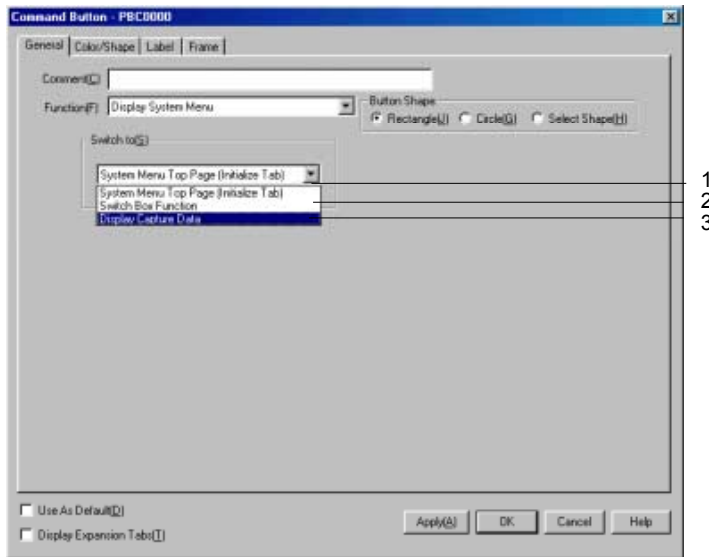 Command Button - PBC0000
General Color/Shape Label Frame
Comment(C)
Function(F) Display System Menu
Button Shape
Rectangle(J) Circle(G) Select Shape(H)
Switch to(S)
System Menu Top Page (Initialize Tab)
System Menu Top Page (Initialize Tab)
Switch Box Function
Display Capture Data
1
2
3
Use As Default(D)
Display Expansion Tabs(T)
Apply(A) OK Cancel Help